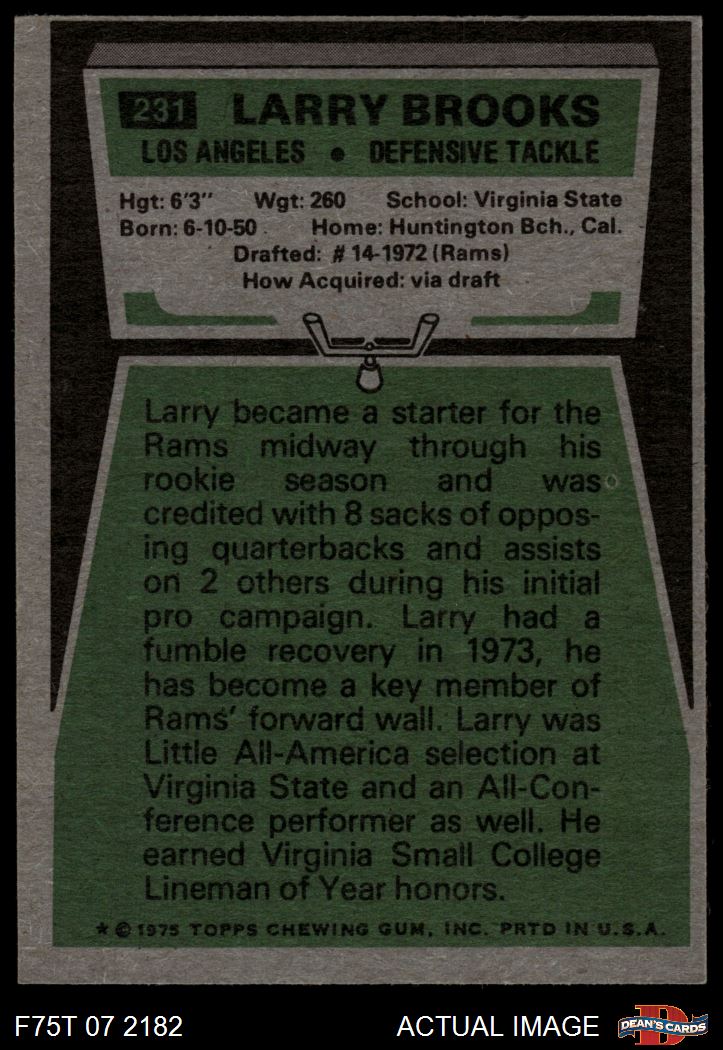 231 LARRY BROOKS
LOS ANGELES • DEFENSIVE TACKLE
Hgt: 6'3" Wgt: 260 School: Virginia State
Born: 6-10-50 Home: Huntington Bch., Cal.
Drafted: # 14-1972 (Rams)
How Acquired: via draft
Larry became a starter for the
Rams midway through his
rookie season and was
credited with 8 sacks of oppos-
ing quarterbacks and assists
on 2 others during his initial
pro campaign. Larry had a
fumble recovery in 1973, he
has become a key member of
Rams' forward wall. Larry was
Little All-America selection at
Virginia State and an All-Con-
ference performer as well. He
earned Virginia Small College
Lineman of Year honors.
* © 1975 TOPPS CHEWING GUM, INC. PRTD IN U.S.A.
F75T 07 2182 ACTUAL IMAGE D DEAN'S CARDS